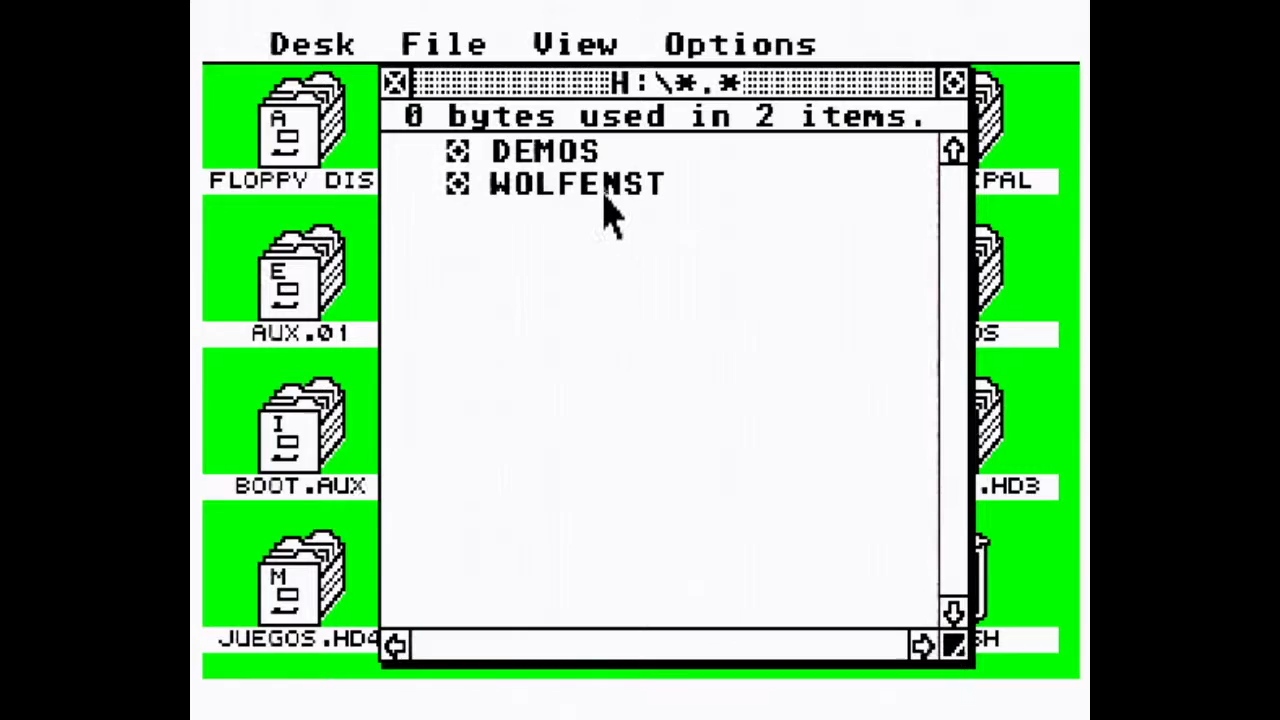 Desk File View Options
H:\*.*
0 bytes used in 2 items.
DEMOS
WOLFENST
A
FLOPPY DIS
CPAL
E
AUX.01
OS
I
BOOT.AUX
.HD3
M
JUEGOS.HD4
SH